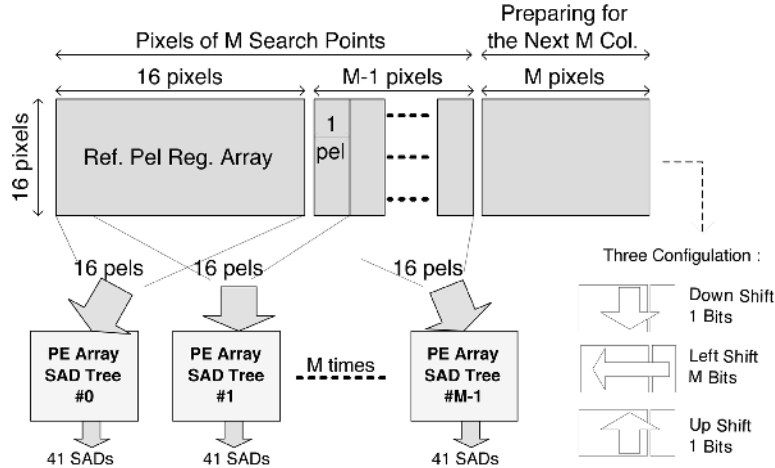 Preparing for
the Next M Col.
Pixels of M Search Points
16 pixels
M-1 pixels
M pixels
16 pixels
Ref. Pel Reg. Array
1
pel
16 pels
16 pels
16 pels
PE Array
SAD Tree
#0
PE Array
SAD Tree
#1
M times
PE Array
SAD Tree
#M-1
41 SADs
41 SADs
41 SADs
Three Configulation :
Down Shift
1 Bits
Left Shift
M Bits
Up Shift
1 Bits